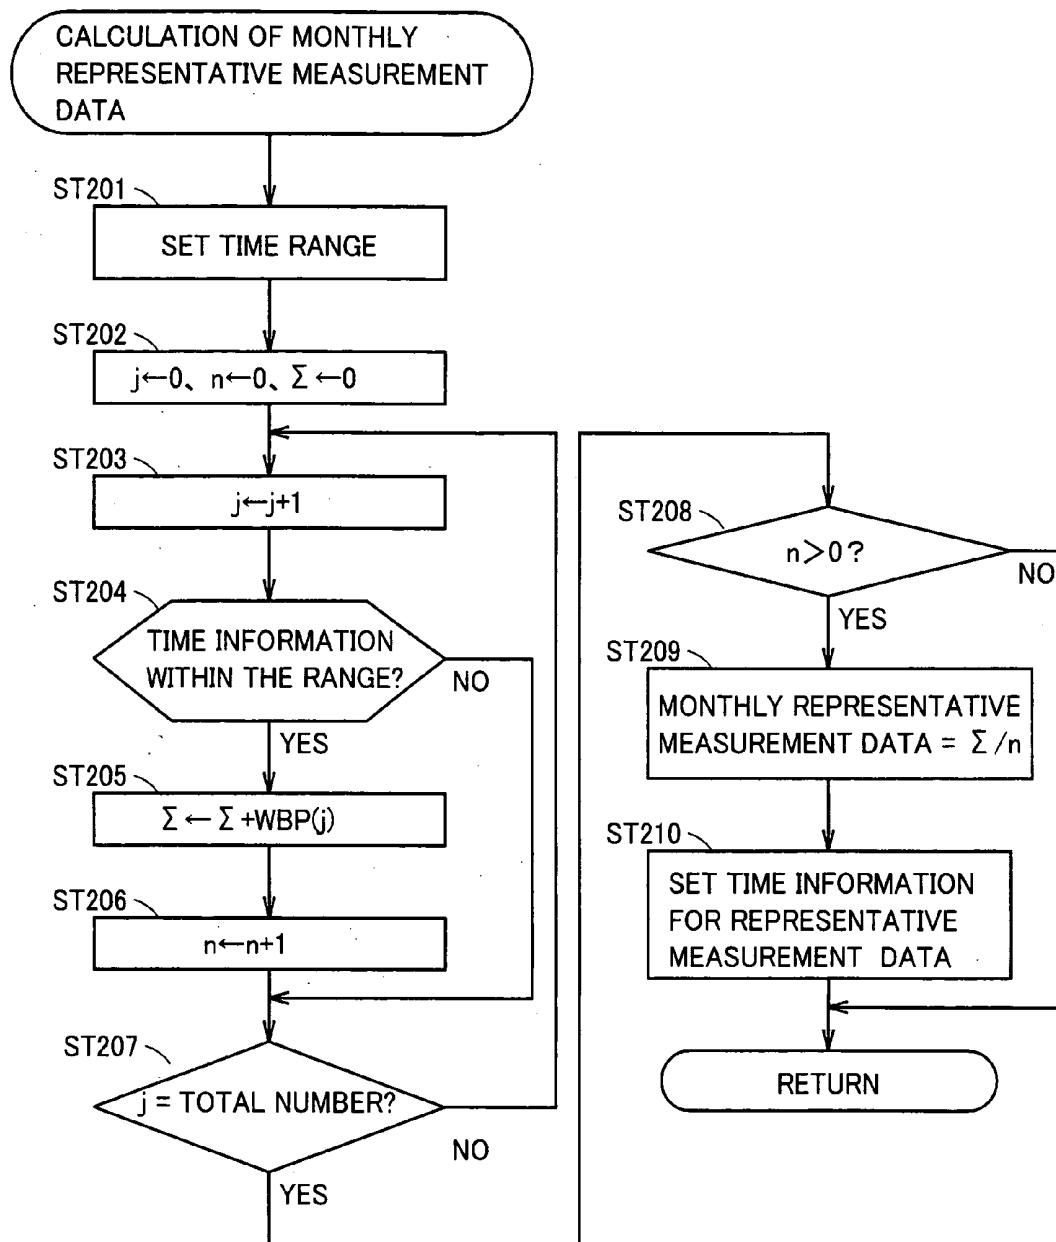 CALCULATION OF MONTHLY
REPRESENTATIVE MEASUREMENT
DATA
ST201
SET TIME RANGE
ST202
j←0、n←0、Σ←0
ST203
j←j+1
ST204
TIME INFORMATION
WITHIN THE RANGE?
NO
YES
ST205
Σ←Σ+WBP(j)
ST206
n←n+1
ST207
j = TOTAL NUMBER?
NO
YES
ST208
n>0?
NO
YES
ST209
MONTHLY REPRESENTATIVE
MEASUREMENT DATA = Σ/n
ST210
SET TIME INFORMATION
FOR REPRESENTATIVE
MEASUREMENT DATA
RETURN